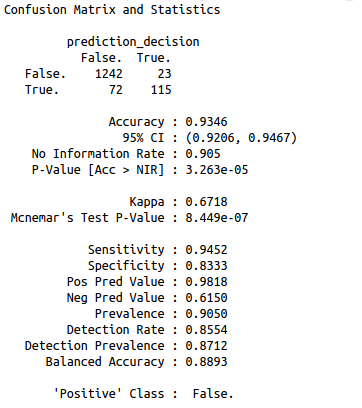 Confusion Matrix and Statistics
prediction_decision
False. True.
False. 1242 23
True. 72 115
Accuracy : 0.9346
95% CI : (0.9206, 0.9467)
No Information Rate : 0.905
P-Value [Acc > NIR] : 3.263e-05
Kappa : 0.6718
Mcnemar's Test P-Value : 8.449e-07
Sensitivity : 0.9452
Specificity : 0.8333
Pos Pred Value : 0.9818
Neg Pred Value : 0.6150
Prevalence : 0.9050
Detection Rate : 0.8554
Detection Prevalence : 0.8712
Balanced Accuracy : 0.8893
'Positive' Class : False.